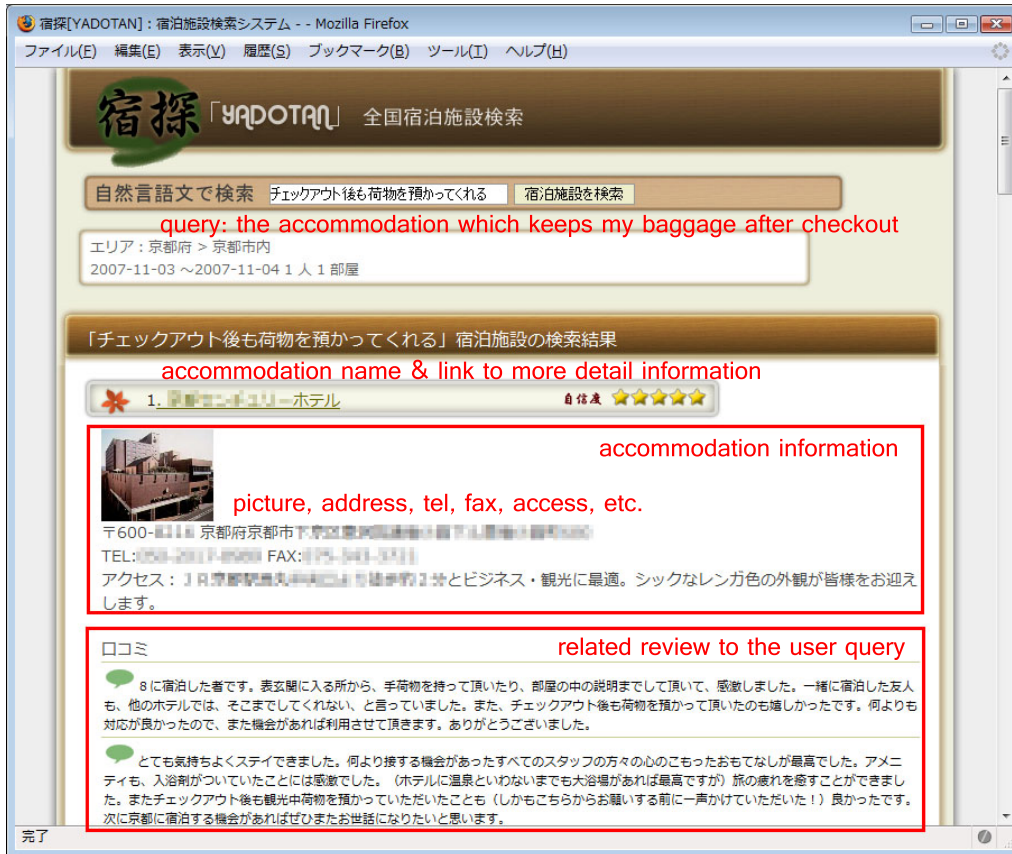 宿探[YADOTAN] : 宿泊施設検索システム - - Mozilla Firefox
ファイル(F) 編集(E) 表示(V) 履歴(S) ブックマーク(B) ツール(T) ヘルプ(H)
宿探「YADOTAN」 全国宿泊施設検索
自然言語文で検索 チェックアウト後も荷物を預かってくれる 宿泊施設を検索
query: the accommodation which keeps my baggage after checkout
エリア : 京都府 > 京都市内
2007-11-03 ～2007-11-04 1 人 1 部屋
「チェックアウト後も荷物を預かってくれる」宿泊施設の検索結果
accommodation name & link to more detail information
1. ホテル 自信度
accommodation information
picture, address, tel, fax, access, etc.
〒600- 京都府京都市
TEL: FAX:
アクセス : とビジネス・観光に最適。シックなレンガ色の外観が皆様をお迎え
します。
related review to the user query
口コミ
8に宿泊した者です。表玄関に入る所から、手荷物を持って頂いたり、部屋の中の説明までして頂いて、感激しました。一緒に宿泊した友人
も、他のホテルでは、そこまでしてくれない、と言っていました。また、チェックアウト後も荷物を預かって頂いたのも嬉しかったです。何よりも
対応が良かったので、また機会があれば利用させて頂きます。ありがとうございました。
とても気持ちよくステイできました。何より接する機会があったすべてのスタッフの方々の心のこもったおもてなしが最高でした。アメニ
ティも、入浴剤がついていたことには感激でした。（ホテルに温泉といわないまでも大浴場があれば最高ですが）旅の疲れを癒すことができまし
た。またチェックアウト後も観光中荷物を預かっていただいたことも（しかもこちらからお願いする前に一声かけていただいた！）良かったです。
次に京都に宿泊する機会があればぜひまたお世話になりたいと思います。
完了